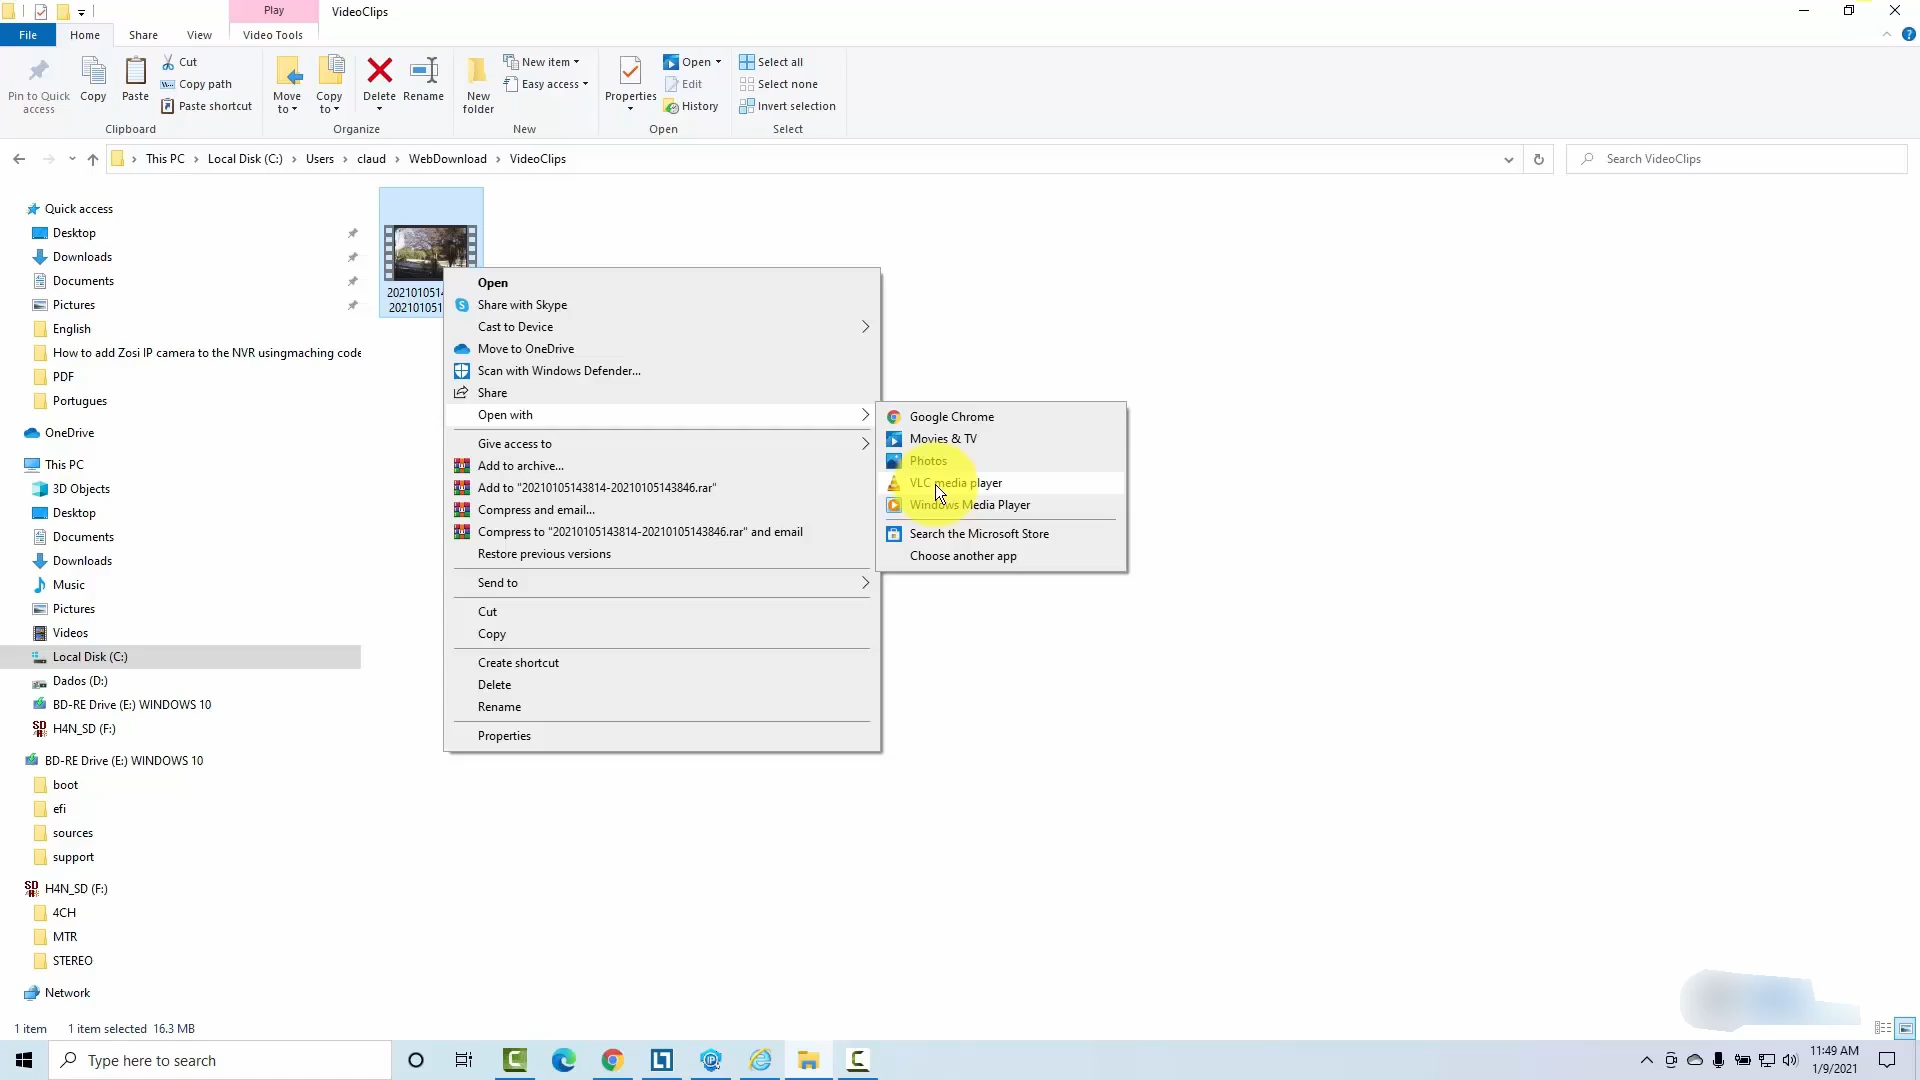 Play
VideoClips
File
Home
Share
View
Video Tools
Pin to Quick access
Copy
Paste
Cut
Copy path
Paste shortcut
Clipboard
Move to
Copy to
Delete
Rename
Organize
New folder
New item
Easy access
New
Properties
Open
Edit
History
Open
Select all
Select none
Invert selection
Select
This PC > Local Disk (C:) > Users > claud > WebDownload > VideoClips
Search VideoClips
Quick access
Desktop
Downloads
Documents
Pictures
English
How to add Zosi IP camera to the NVR usingmaching code
PDF
Portugues
OneDrive
This PC
3D Objects
Desktop
Documents
Downloads
Music
Pictures
Videos
Local Disk (C:)
Dados (D:)
BD-RE Drive (E:) WINDOWS 10
H4N_SD (F:)
BD-RE Drive (E:) WINDOWS 10
boot
efi
sources
support
H4N_SD (F:)
4CH
MTR
STEREO
Network
Open
Share with Skype
Cast to Device
Move to OneDrive
Scan with Windows Defender...
Share
Open with
Give access to
Add to archive...
Add to "20210105143814-20210105143846.rar"
Compress and email...
Compress to "20210105143814-20210105143846.rar" and email
Restore previous versions
Send to
Cut
Copy
Create shortcut
Delete
Rename
Properties
Google Chrome
Movies & TV
Photos
VLC media player
Windows Media Player
Search the Microsoft Store
Choose another app
1 item
1 item selected 16.3 MB
Type here to search
11:49 AM
1/9/2021